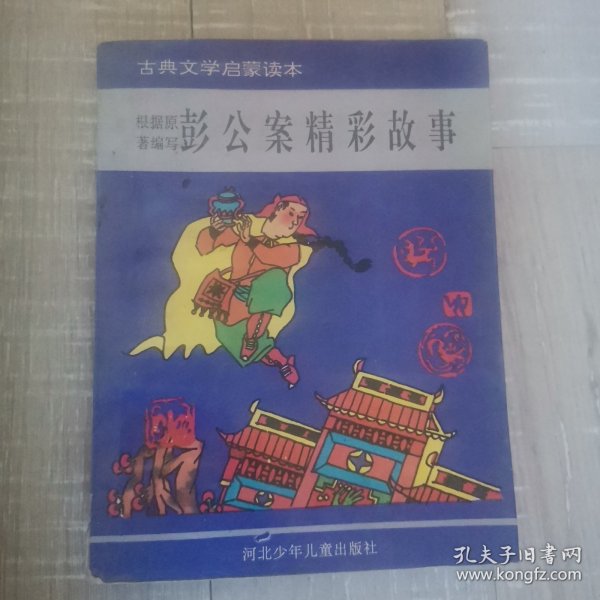 古典文学启蒙读本
根据原
著编写
彭公案精彩故事
河北少年儿童出版社
孔夫子旧书网
www.kongfz.com